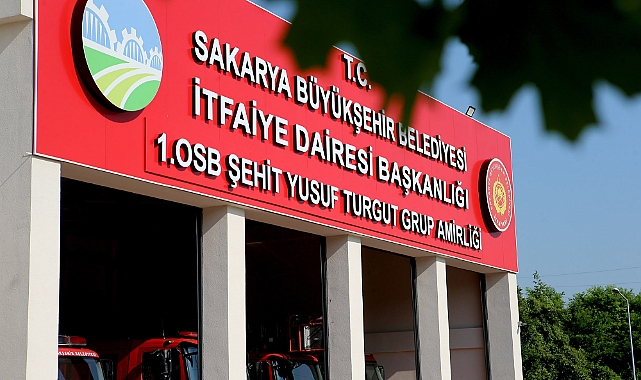 T.C.
SAKARYA BÜYÜKŞEHİR BELEDİYESİ
İTFAİYE DAİRESİ BAŞKANLIĞI
1.OSB ŞEHİT YUSUF TURGUT GRUP AMİRLİĞİ